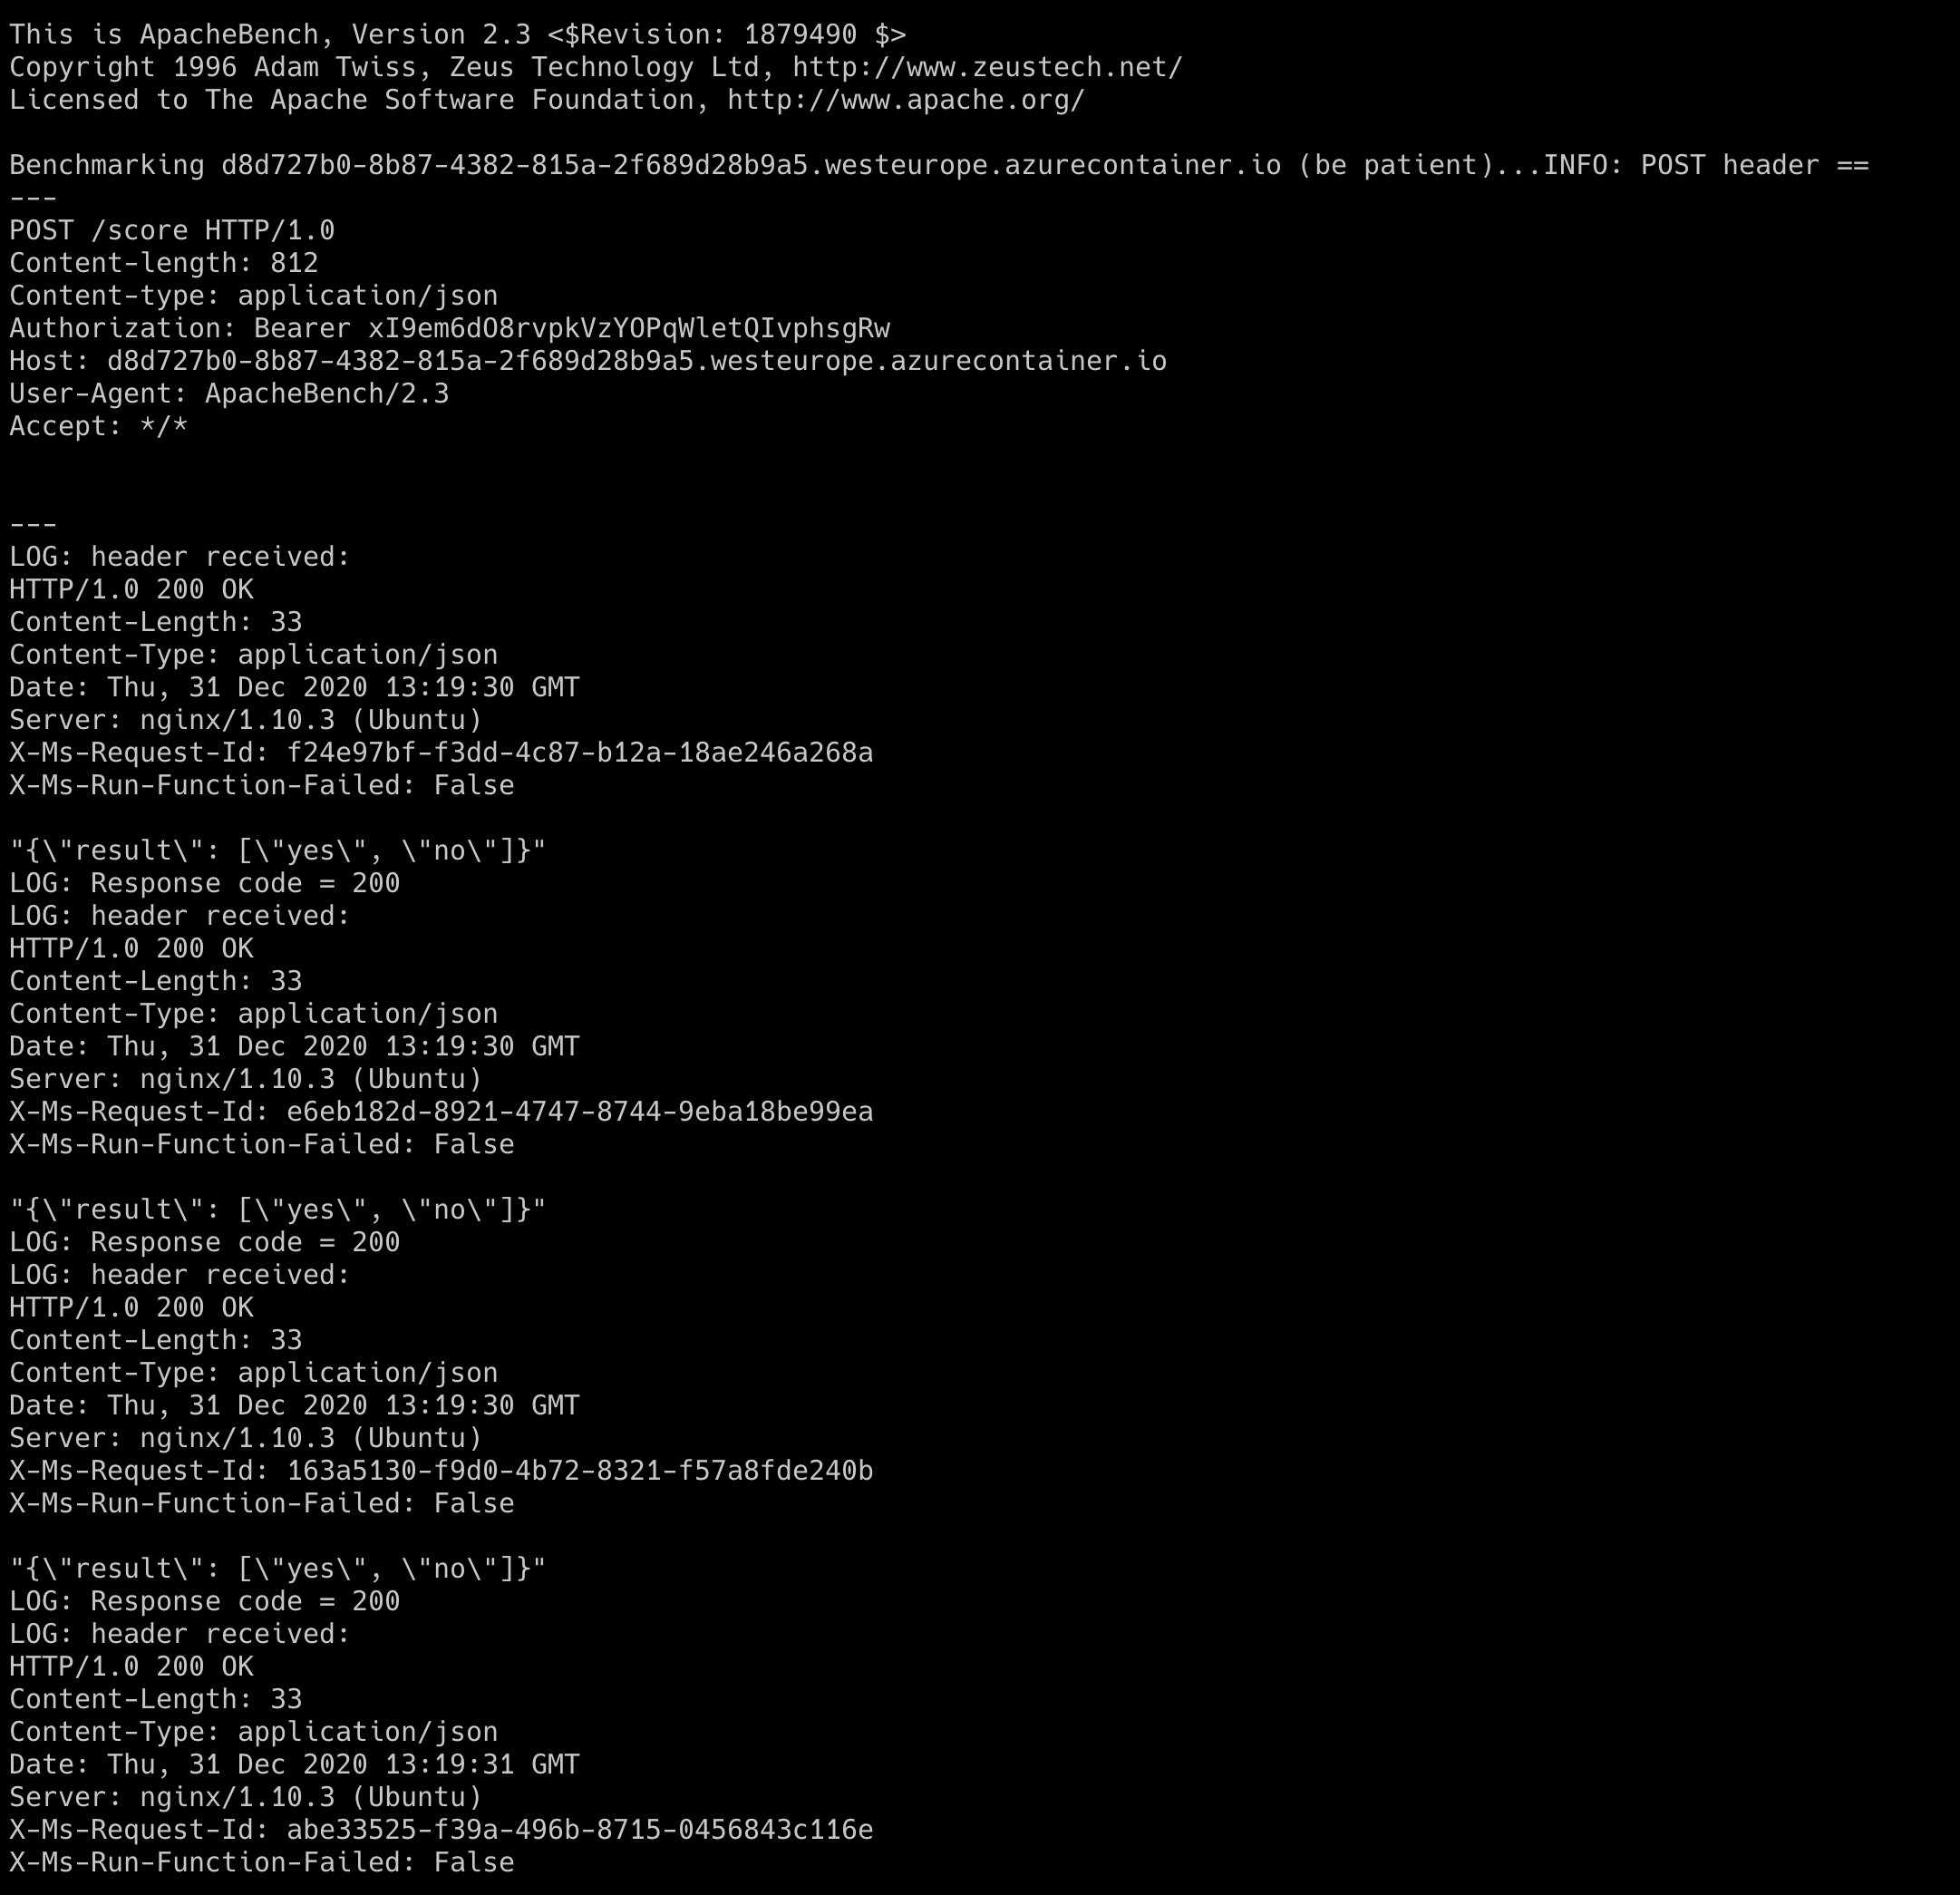 This is ApacheBench, Version 2.3 <$Revision: 1879490 $>
Copyright 1996 Adam Twiss, Zeus Technology Ltd, http://www.zeustech.net/
Licensed to The Apache Software Foundation, http://www.apache.org/

Benchmarking d8d727b0-8b87-4382-815a-2f689d28b9a5.westeurope.azurecontainer.io (be patient)...INFO: POST header ==
---
POST /score HTTP/1.0
Content-length: 812
Content-type: application/json
Authorization: Bearer xI9em6dO8rvpkVzYOPqWletQIvphsgRw
Host: d8d727b0-8b87-4382-815a-2f689d28b9a5.westeurope.azurecontainer.io
User-Agent: ApacheBench/2.3
Accept: */*


---
LOG: header received:
HTTP/1.0 200 OK
Content-Length: 33
Content-Type: application/json
Date: Thu, 31 Dec 2020 13:19:30 GMT
Server: nginx/1.10.3 (Ubuntu)
X-Ms-Request-Id: f24e97bf-f3dd-4c87-b12a-18ae246a268a
X-Ms-Run-Function-Failed: False

"{\"result\": [\"yes\", \"no\"]}"
LOG: Response code = 200
LOG: header received:
HTTP/1.0 200 OK
Content-Length: 33
Content-Type: application/json
Date: Thu, 31 Dec 2020 13:19:30 GMT
Server: nginx/1.10.3 (Ubuntu)
X-Ms-Request-Id: e6eb182d-8921-4747-8744-9eba18be99ea
X-Ms-Run-Function-Failed: False

"{\"result\": [\"yes\", \"no\"]}"
LOG: Response code = 200
LOG: header received:
HTTP/1.0 200 OK
Content-Length: 33
Content-Type: application/json
Date: Thu, 31 Dec 2020 13:19:30 GMT
Server: nginx/1.10.3 (Ubuntu)
X-Ms-Request-Id: 163a5130-f9d0-4b72-8321-f57a8fde240b
X-Ms-Run-Function-Failed: False

"{\"result\": [\"yes\", \"no\"]}"
LOG: Response code = 200
LOG: header received:
HTTP/1.0 200 OK
Content-Length: 33
Content-Type: application/json
Date: Thu, 31 Dec 2020 13:19:31 GMT
Server: nginx/1.10.3 (Ubuntu)
X-Ms-Request-Id: abe33525-f39a-496b-8715-0456843c116e
X-Ms-Run-Function-Failed: False